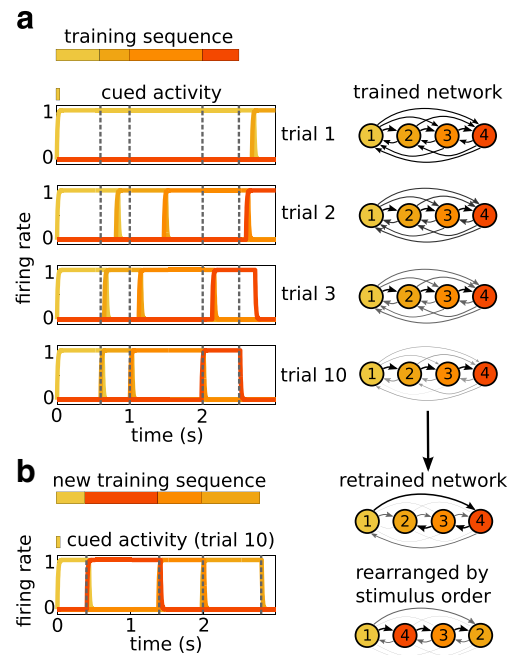 a
training sequence
cued activity
trained network
1
0
trial 1
1 2 3 4
1
0
trial 2
1 2 3 4
firing rate
1
0
trial 3
1 2 3 4
1
0
trial 10
1 2 3 4
0 1 2
time (s)
b
new training sequence
retrained network
1 2 3 4
cued activity (trial 10)
firing rate
1
0
0 2
time (s)
rearranged by
stimulus order
1 4 3 2